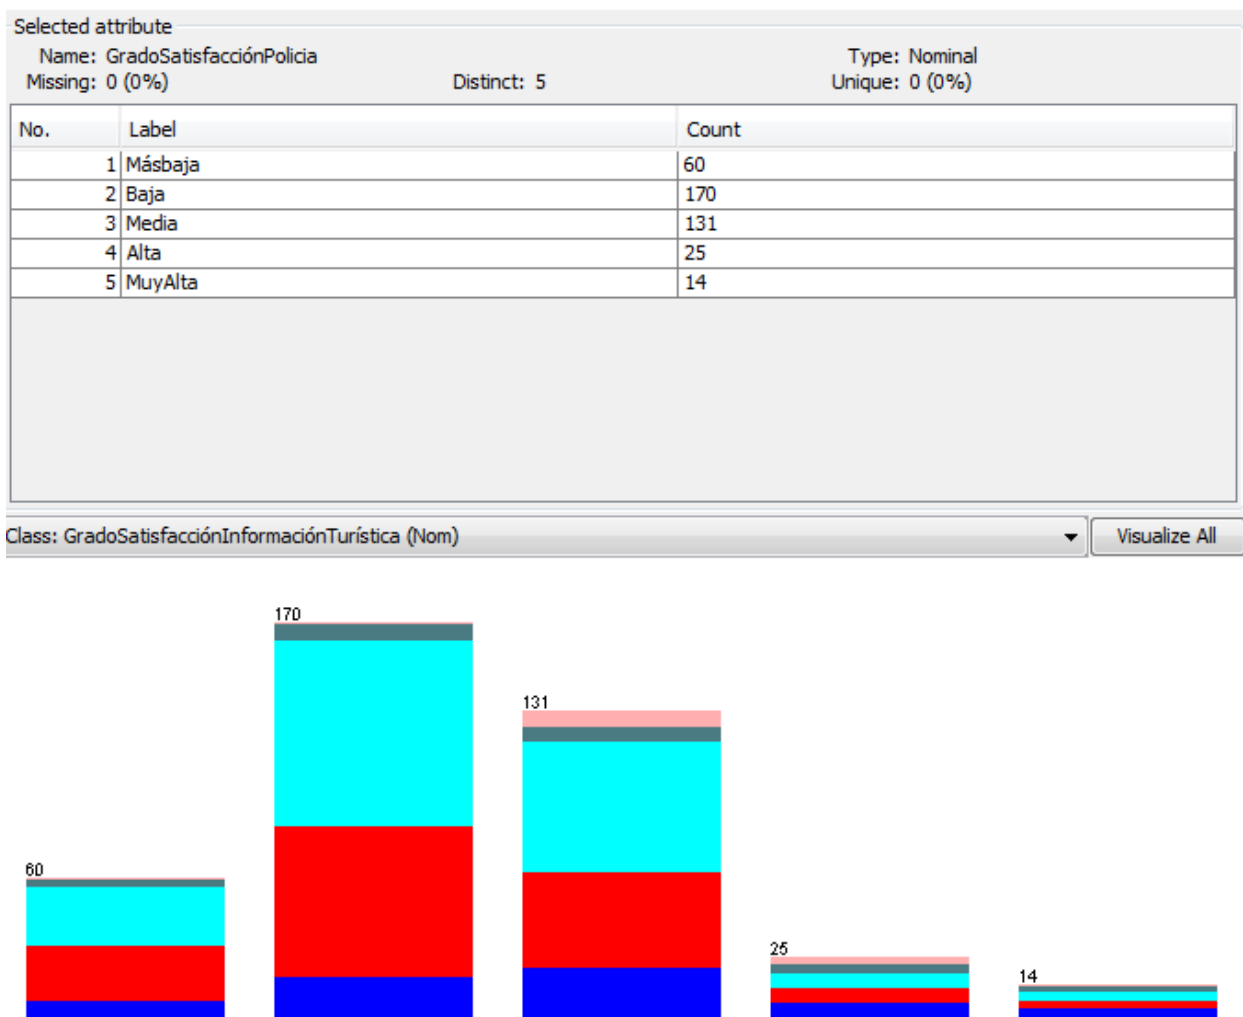 Selected attribute
Name: GradoSatisfacciónPolicia Type: Nominal
Missing: 0 (0%) Distinct: 5 Unique: 0 (0%)
No. Label Count
1 Másbaja 60
2 Baja 170
3 Media 131
4 Alta 25
5 MuyAlta 14
Class: GradoSatisfacciónInformaciónTurística (Nom) Visualize All
170
131
60
25
14